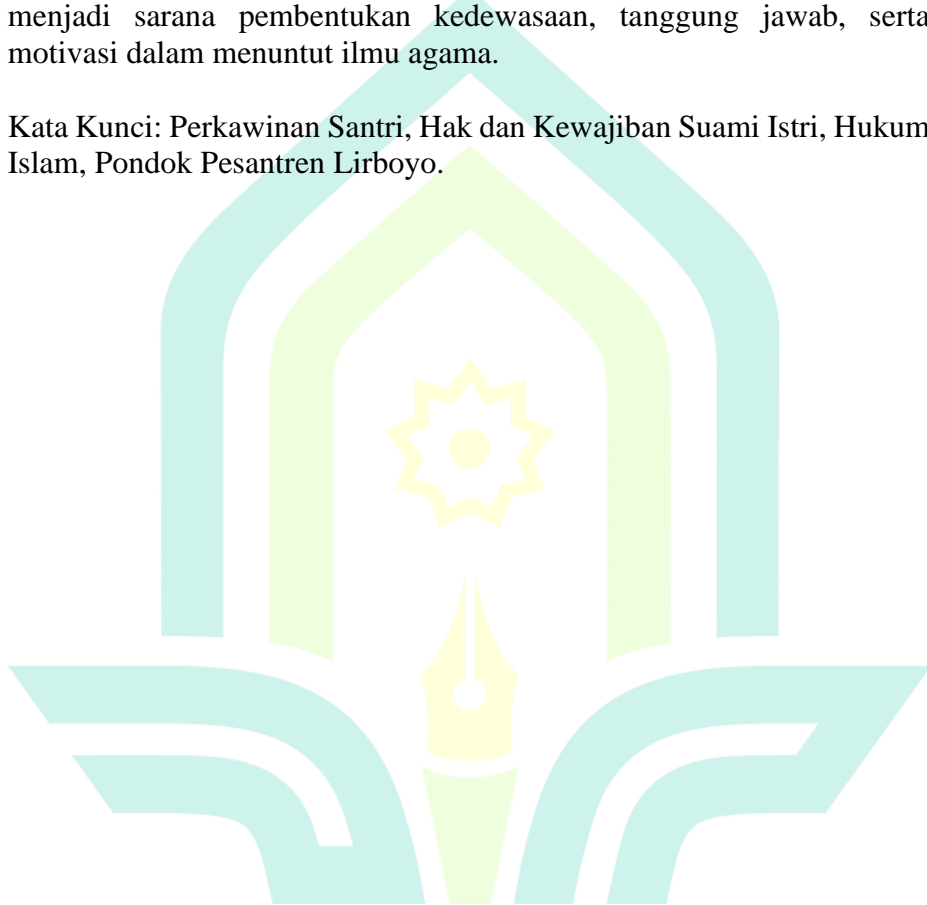 menjadi sarana pembentukan kedewasaan, tanggung jawab, serta
motivasi dalam menuntut ilmu agama.
Kata Kunci: Perkawinan Santri, Hak dan Kewajiban Suami Istri, Hukum
Islam, Pondok Pesantren Lirboyo.